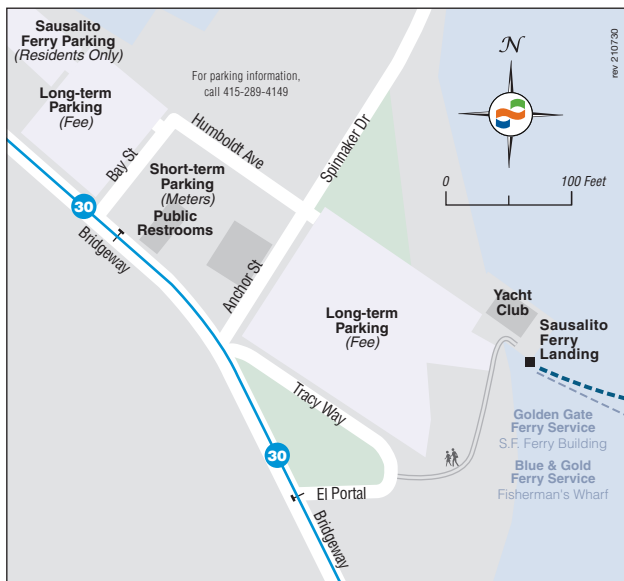 Sausalito
Ferry Parking
(Residents Only)
Long-term
Parking
(Fee)
For parking information,
call 415-289-4149
N
rev 210730
0 100 Feet
Spinnaker Dr
Humboldt Ave
Bay St
Short-term
Parking
(Meters)
Public
Restrooms
30
Bridgeway
Anchor St
Long-term
Parking
(Fee)
Yacht
Club
Sausalito
Ferry
Landing
Tracy Way
Golden Gate
Ferry Service
S.F. Ferry Building
Blue & Gold
Ferry Service
Fisherman's Wharf
30
El Portal
Bridgeway